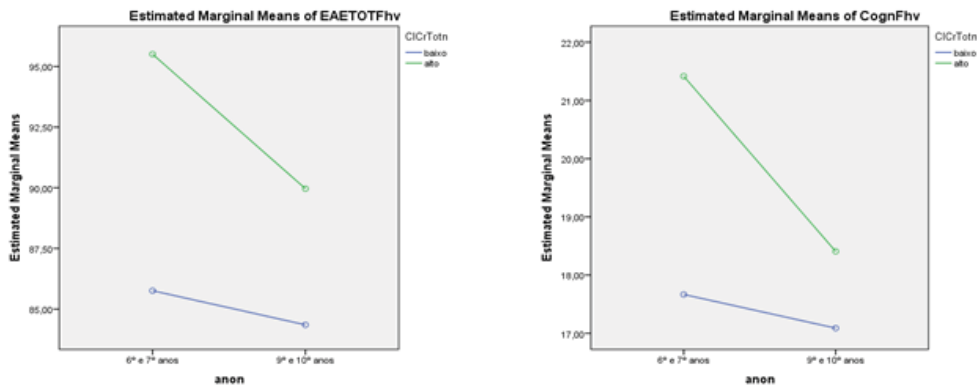 Estimated Marginal Means of EAETOTFhv
ClCrTotn
baixo
alto
95,00
92,50
90,00
87,50
85,00
Estimated Marginal Means
6º e 7º anos
9º e 10º anos
anon
Estimated Marginal Means of CognFhv
ClCrTotn
baixo
alto
22,00
21,00
20,00
19,00
18,00
17,00
Estimated Marginal Means
6º e 7º anos
9º e 10º anos
anon